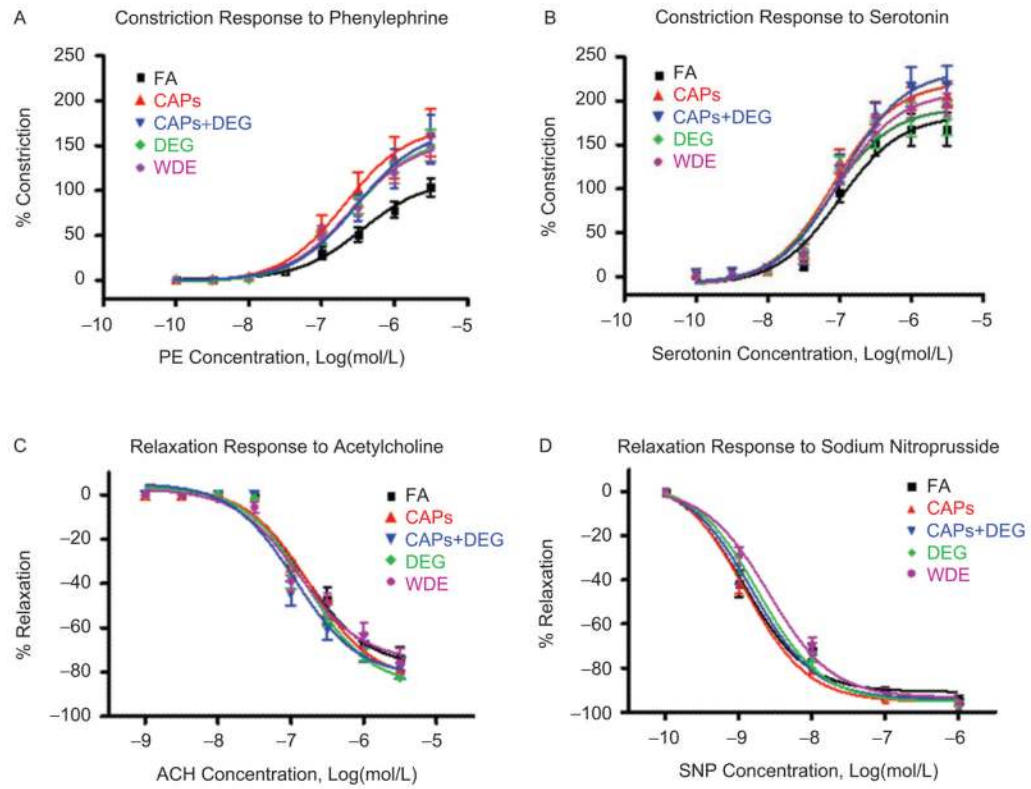 A Constriction Response to Phenylephrine
250
200
150
100
50
0
% Constriction
FA
CAPs
CAPs+DEG
DEG
WDE
−10 −10 −9 −8 −7 −6 −5
PE Concentration, Log(mol/L)
B Constriction Response to Serotonin
250
200
150
100
50
0
% Constriction
FA
CAPs
CAPs+DEG
DEG
WDE
−10 −10 −9 −8 −7 −6 −5
Serotonin Concentration, Log(mol/L)
C Relaxation Response to Acetylcholine
0
−20
−40
−60
−80
−100
% Relaxation
FA
CAPs
CAPs+DEG
DEG
WDE
−9 −8 −7 −6 −5
ACH Concentration, Log(mol/L)
D Relaxation Response to Sodium Nitroprusside
0
−20
−40
−60
−80
−100
% Relaxation
FA
CAPs
CAPs+DEG
DEG
WDE
−10 −9 −8 −7 −6
SNP Concentration, Log(mol/L)